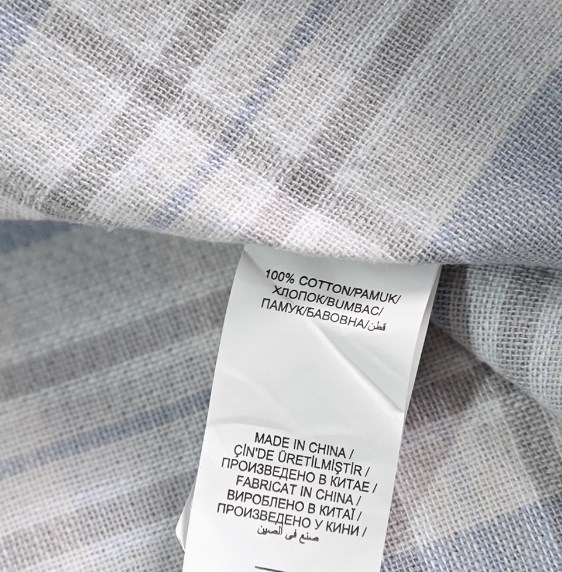 100% COTTON/PAMUK/
ХЛОПОК/BUMBAC/
ПАМУК/БАВОВНА/قطن
MADE IN CHINA /
ÇİN'DE ÜRETİLMİŞTİR /
ПРОИЗВЕДЕНО В КИТАЕ /
FABRICAT IN CHINA /
ВИРОБЛЕНО В КИТАЇ /
ПРОИЗВЕДЕНО У КИНИ /
صنع في الصين